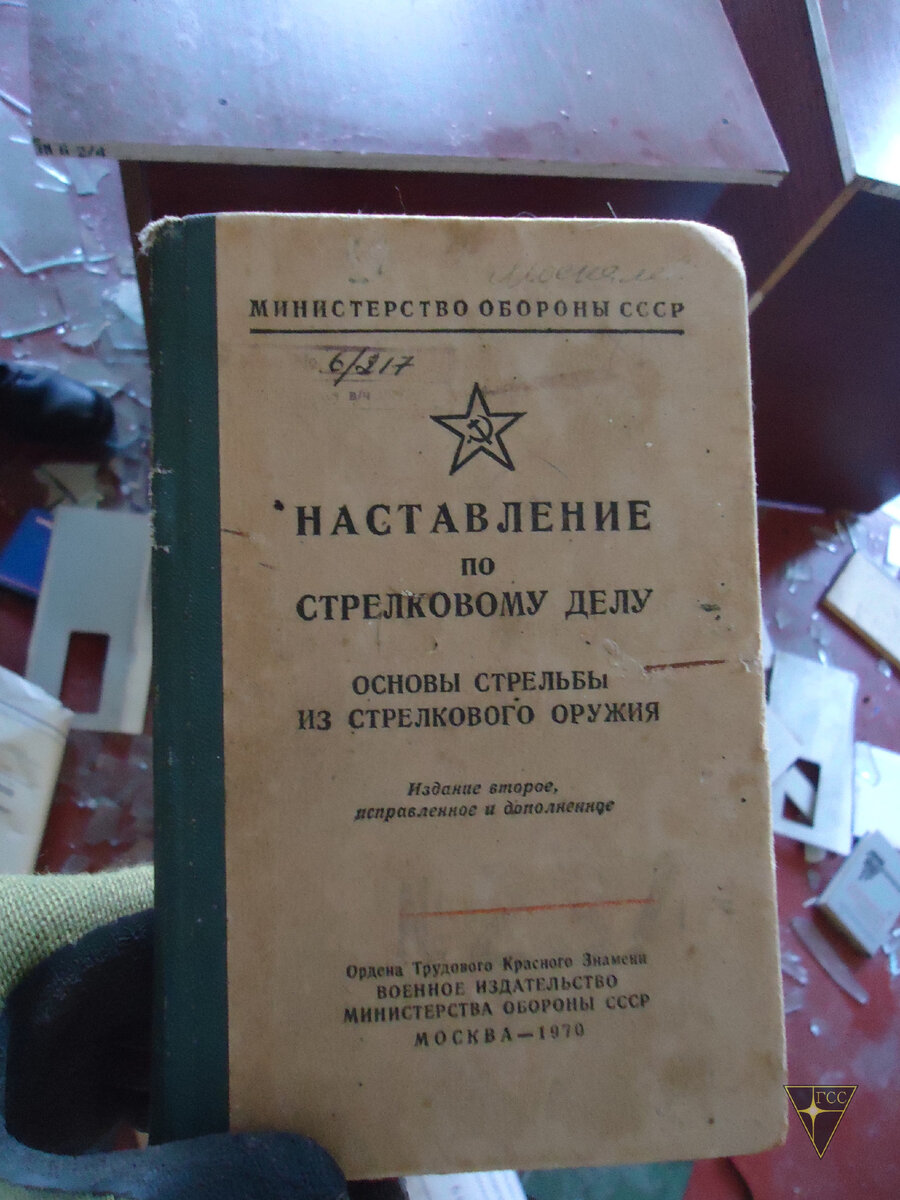 МИНИСТЕРСТВО ОБОРОНЫ СССР
6/217
в/ч
НАСТАВЛЕНИЕ
ПО
СТРЕЛКОВОМУ ДЕЛУ
ОСНОВЫ СТРЕЛЬБЫ
ИЗ СТРЕЛКОВОГО ОРУЖИЯ
Издание второе,
исправленное и дополненное
Ордена Трудового Красного Знамени
ВОЕННОЕ ИЗДАТЕЛЬСТВО
МИНИСТЕРСТВА ОБОРОНЫ СССР
МОСКВА—1970
ГСС